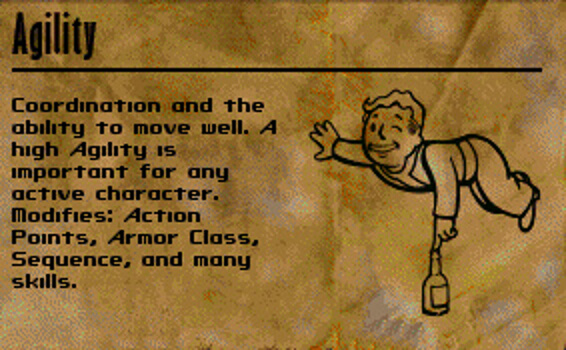 Agility
Coordination and the
ability to move well. A
high Agility is
important for any
active character.
Modifies: Action
Points, Armor Class,
Sequence, and many
skills.